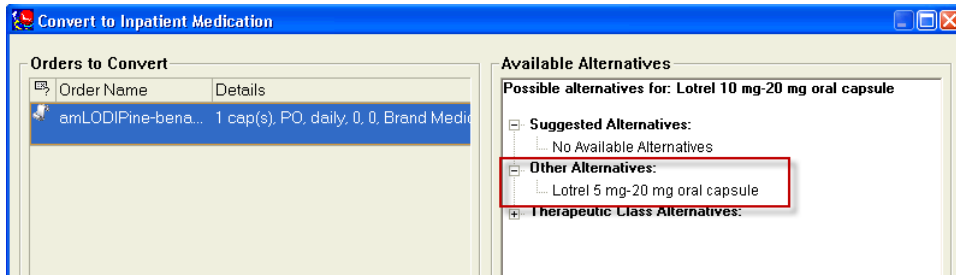 Convert to Inpatient Medication
Orders to Convert
Order Name Details
amLODIPine-bena... 1 cap(s), PO, daily, 0, 0, Brand Medic
Available Alternatives
Possible alternatives for: Lotrel 10 mg-20 mg oral capsule
Suggested Alternatives:
No Available Alternatives
Other Alternatives:
Lotrel 5 mg-20 mg oral capsule
Therapeutic Class Alternatives: